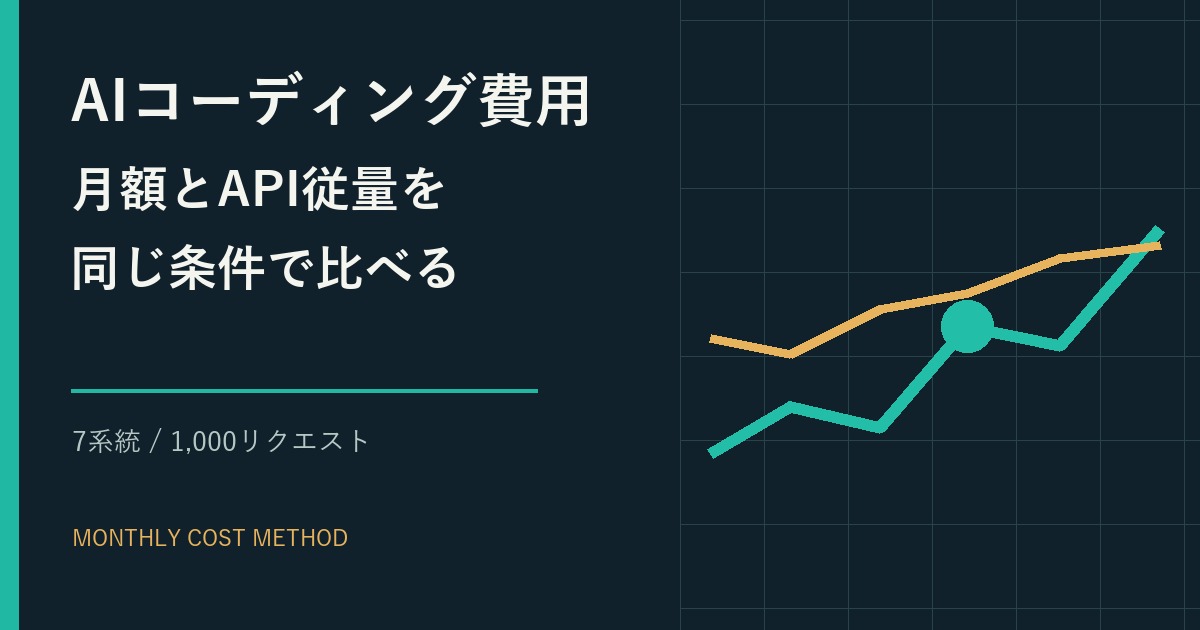 AIコーディング費用
月額とAPI従量を
同じ条件で比べる
7系統 / 1,000リクエスト
MONTHLY COST METHOD